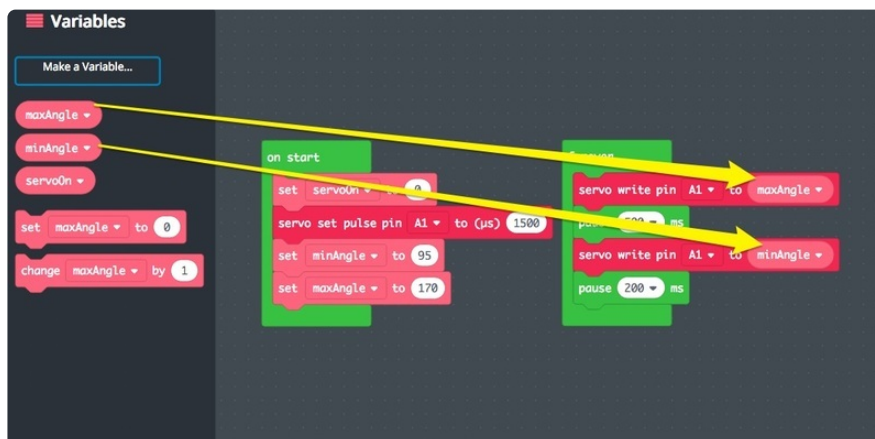 Variables
Make a Variable...
maxAngle
minAngle
servoOn
set maxAngle to 0
change maxAngle by 1
on start
set servoOn to 0
servo set pulse pin A1 to (μs) 1500
set minAngle to 95
set maxAngle to 170
servo write pin A1 to maxAngle
pause ms
servo write pin A1 to minAngle
pause 200 ms